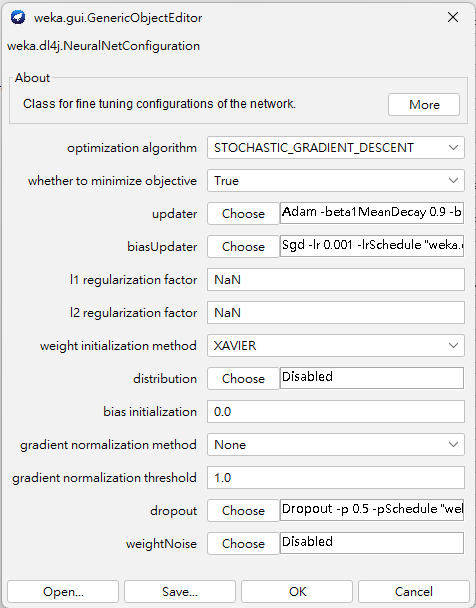 weka.gui.GenericObjectEditor
weka.dl4j.NeuralNetConfiguration
About
Class for fine tuning configurations of the network.
More
optimization algorithm STOCHASTIC_GRADIENT_DESCENT
whether to minimize objective True
updater Choose Adam -beta1MeanDecay 0.9 -b
biasUpdater Choose Sgd -lr 0.001 -lrSchedule "weka.
l1 regularization factor NaN
l2 regularization factor NaN
weight initialization method XAVIER
distribution Choose Disabled
bias initialization 0.0
gradient normalization method None
gradient normalization threshold 1.0
dropout Choose Dropout -p 0.5 -pSchedule "wel
weightNoise Choose Disabled
Open... Save... OK Cancel